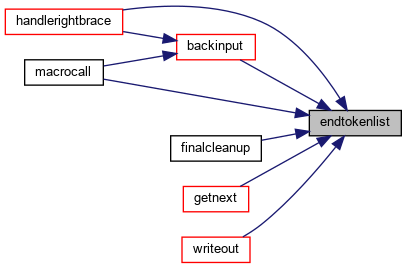 handlerightbrace
backinput
macrocall
endtokenlist
finalcleanup
getnext
writeout